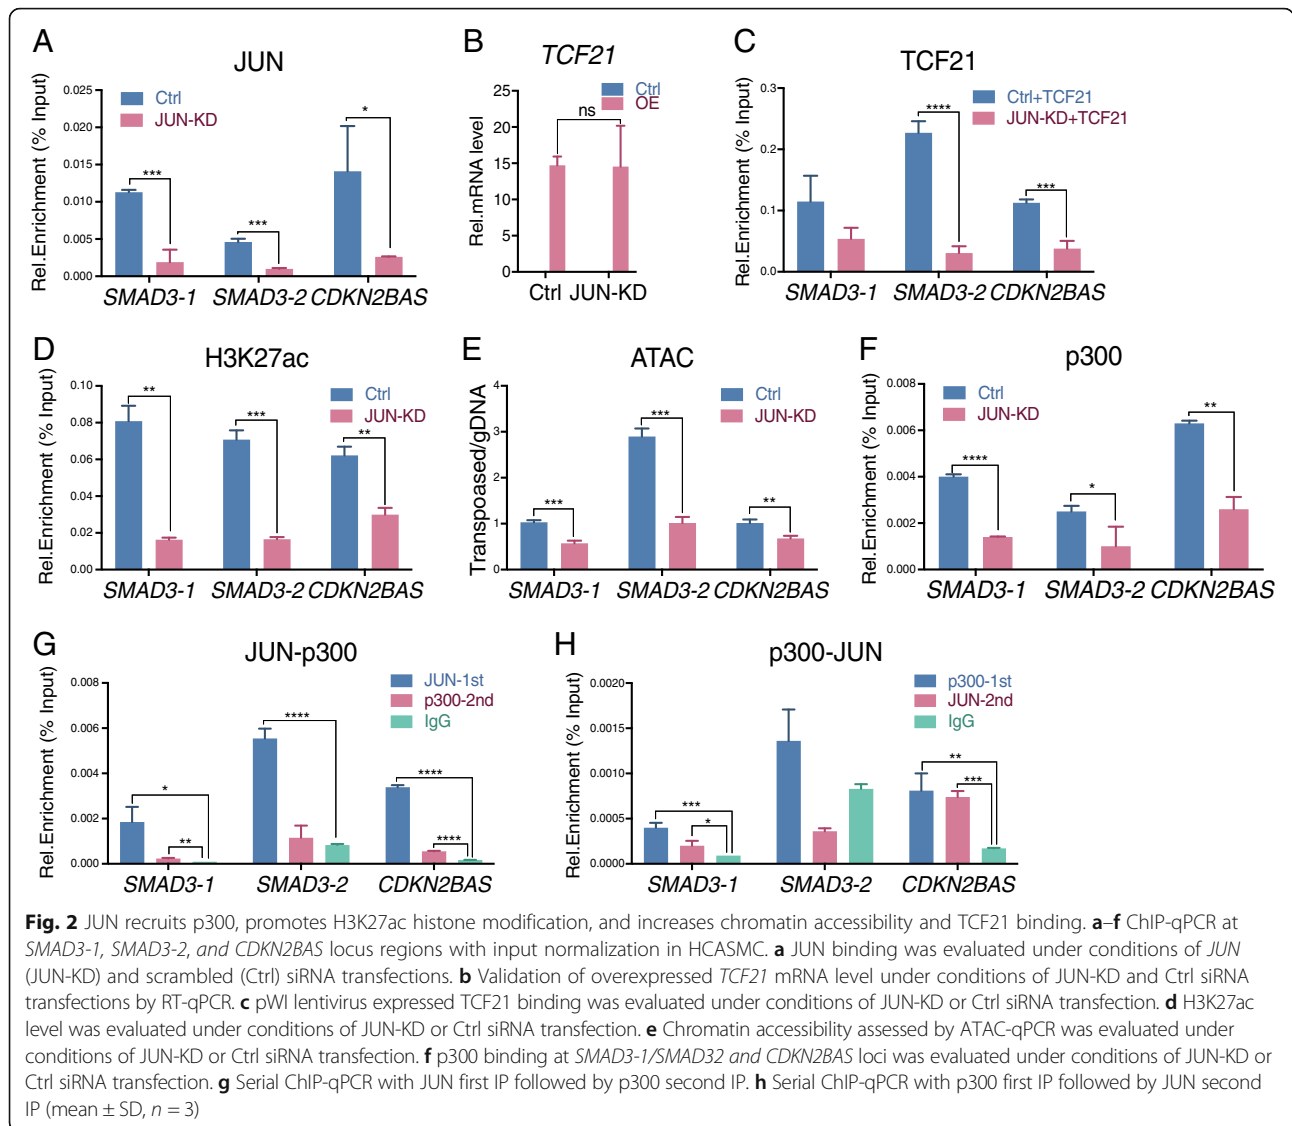 A
JUN
Rel.Enrichment (% Input)
0.025
0.020
0.015
0.010
0.005
0.000
Ctrl
JUN-KD
***
***
*
SMAD3-1 SMAD3-2 CDKN2BAS
B
TCF21
Rel.mRNA level
25
20
15
10
5
0
Ctrl
OE
ns
Ctrl JUN-KD
C
TCF21
Rel.Enrichment (% Input)
0.3
0.2
0.1
0.0
Ctrl+TCF21
JUN-KD+TCF21
****
***
SMAD3-1 SMAD3-2 CDKN2BAS
D
H3K27ac
Rel.Enrichment (% Input)
0.10
0.08
0.06
0.04
0.02
0.00
Ctrl
JUN-KD
**
***
**
SMAD3-1 SMAD3-2 CDKN2BAS
E
ATAC
Transpoased/gDNA
4
3
2
1
0
Ctrl
JUN-KD
***
***
**
SMAD3-1 SMAD3-2 CDKN2BAS
F
p300
Rel.Enrichment (% Input)
0.008
0.006
0.004
0.002
0.000
Ctrl
JUN-KD
****
*
**
SMAD3-1 SMAD3-2 CDKN2BAS
G
JUN-p300
Rel.Enrichment (% Input)
0.008
0.006
0.004
0.002
0.000
JUN-1st
p300-2nd
IgG
*
**
****
****
****
SMAD3-1 SMAD3-2 CDKN2BAS
H
p300-JUN
Rel.Enrichment (% Input)
0.0020
0.0015
0.0010
0.0005
0.0000
p300-1st
JUN-2nd
IgG
***
*
**
***
SMAD3-1 SMAD3-2 CDKN2BAS
Fig. 2 JUN recruits p300, promotes H3K27ac histone modification, and increases chromatin accessibility and TCF21 binding. a–f ChIP-qPCR at
SMAD3-1, SMAD3-2, and CDKN2BAS locus regions with input normalization in HCASMC. a JUN binding was evaluated under conditions of JUN
(JUN-KD) and scrambled (Ctrl) siRNA transfections. b Validation of overexpressed TCF21 mRNA level under conditions of JUN-KD and Ctrl siRNA
transfections by RT-qPCR. c pWI lentivirus expressed TCF21 binding was evaluated under conditions of JUN-KD or Ctrl siRNA transfection. d H3K27ac
level was evaluated under conditions of JUN-KD or Ctrl siRNA transfection. e Chromatin accessibility assessed by ATAC-qPCR was evaluated under
conditions of JUN-KD or Ctrl siRNA transfection. f p300 binding at SMAD3-1/SMAD32 and CDKN2BAS loci was evaluated under conditions of JUN-KD or
Ctrl siRNA transfection. g Serial ChIP-qPCR with JUN first IP followed by p300 second IP. h Serial ChIP-qPCR with p300 first IP followed by JUN second
IP (mean ± SD, n = 3)